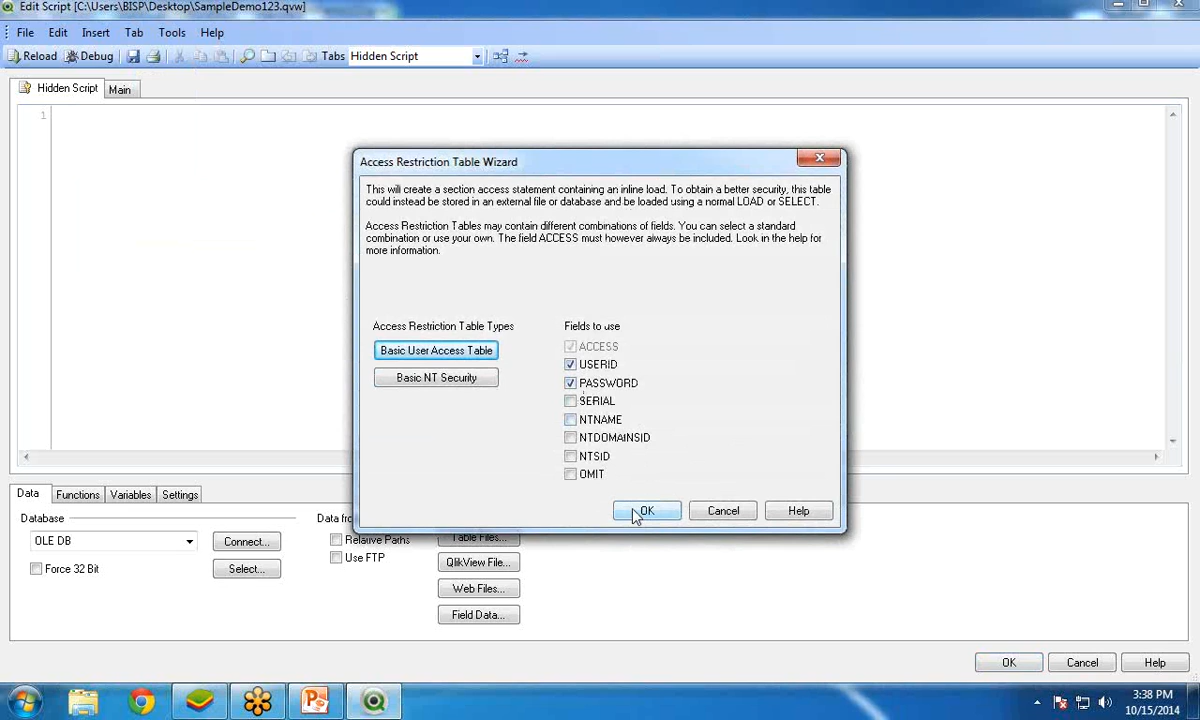 Edit Script [C:\Users\BISP\Desktop\SampleDemo123.qvw]
File Edit Insert Tab Tools Help
Reload Debug Tabs Hidden Script
Hidden Script Main
1
Access Restriction Table Wizard
This will create a section access statement containing an inline load. To obtain a better security, this table
could instead be stored in an external file or database and be loaded using a normal LOAD or SELECT.
Access Restriction Tables may contain different combinations of fields. You can select a standard
combination or use your own. The field ACCESS must however always be included. Look in the help for
more information.
Access Restriction Table Types Fields to use
Basic User Access Table
Basic NT Security
ACCESS
USERID
PASSWORD
SERIAL
NTNAME
NTDOMAINSID
NTSID
OMIT
OK Cancel Help
Data Functions Variables Settings
Database Data fro
OLE DB Connect... Relative Paths Table Files...
Force 32 Bit Select... Use FTP QlikView File...
Web Files...
Field Data...
OK Cancel Help
3:38 PM
10/15/2014